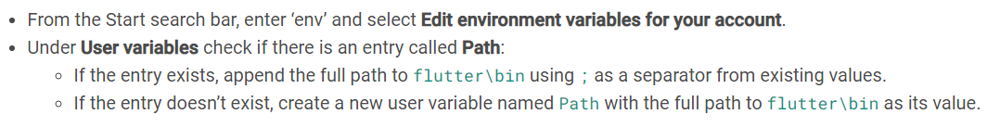 From the Start search bar, enter ‘env’ and select Edit environment variables for your account.
Under User variables check if there is an entry called Path:
If the entry exists, append the full path to flutter\bin using ; as a separator from existing values.
If the entry doesn’t exist, create a new user variable named Path with the full path to flutter\bin as its value.